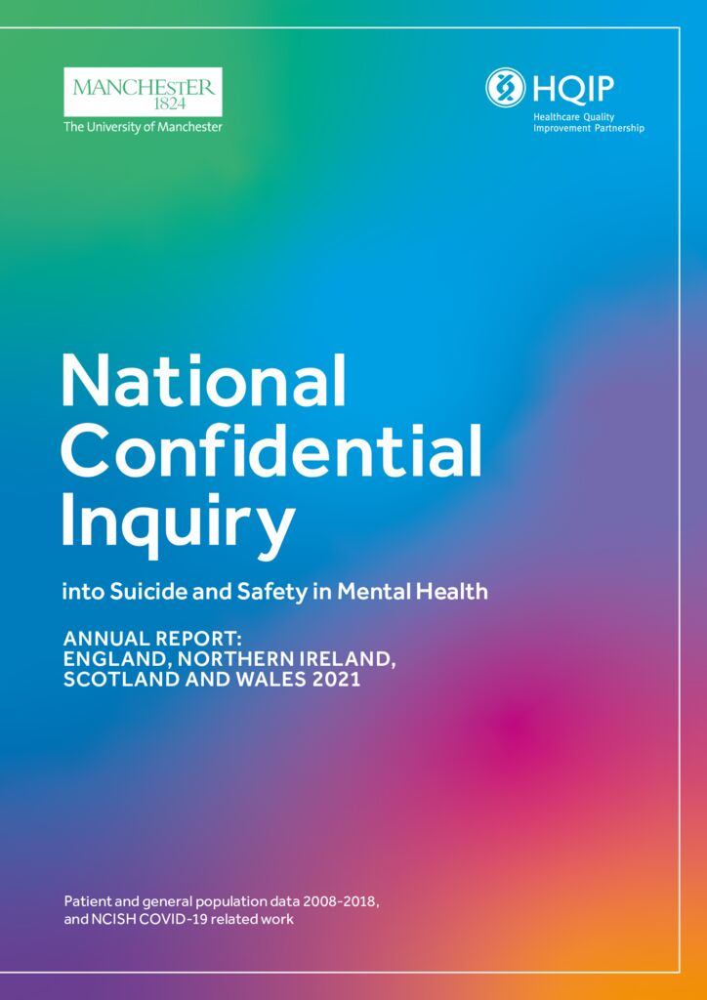 MANCHESTER
1824
The University of Manchester
HQIP
Healthcare Quality
Improvement Partnership
National
Confidential
Inquiry
into Suicide and Safety in Mental Health
ANNUAL REPORT:
ENGLAND, NORTHERN IRELAND,
SCOTLAND AND WALES 2021
Patient and general population data 2008-2018,
and NCISH COVID-19 related work